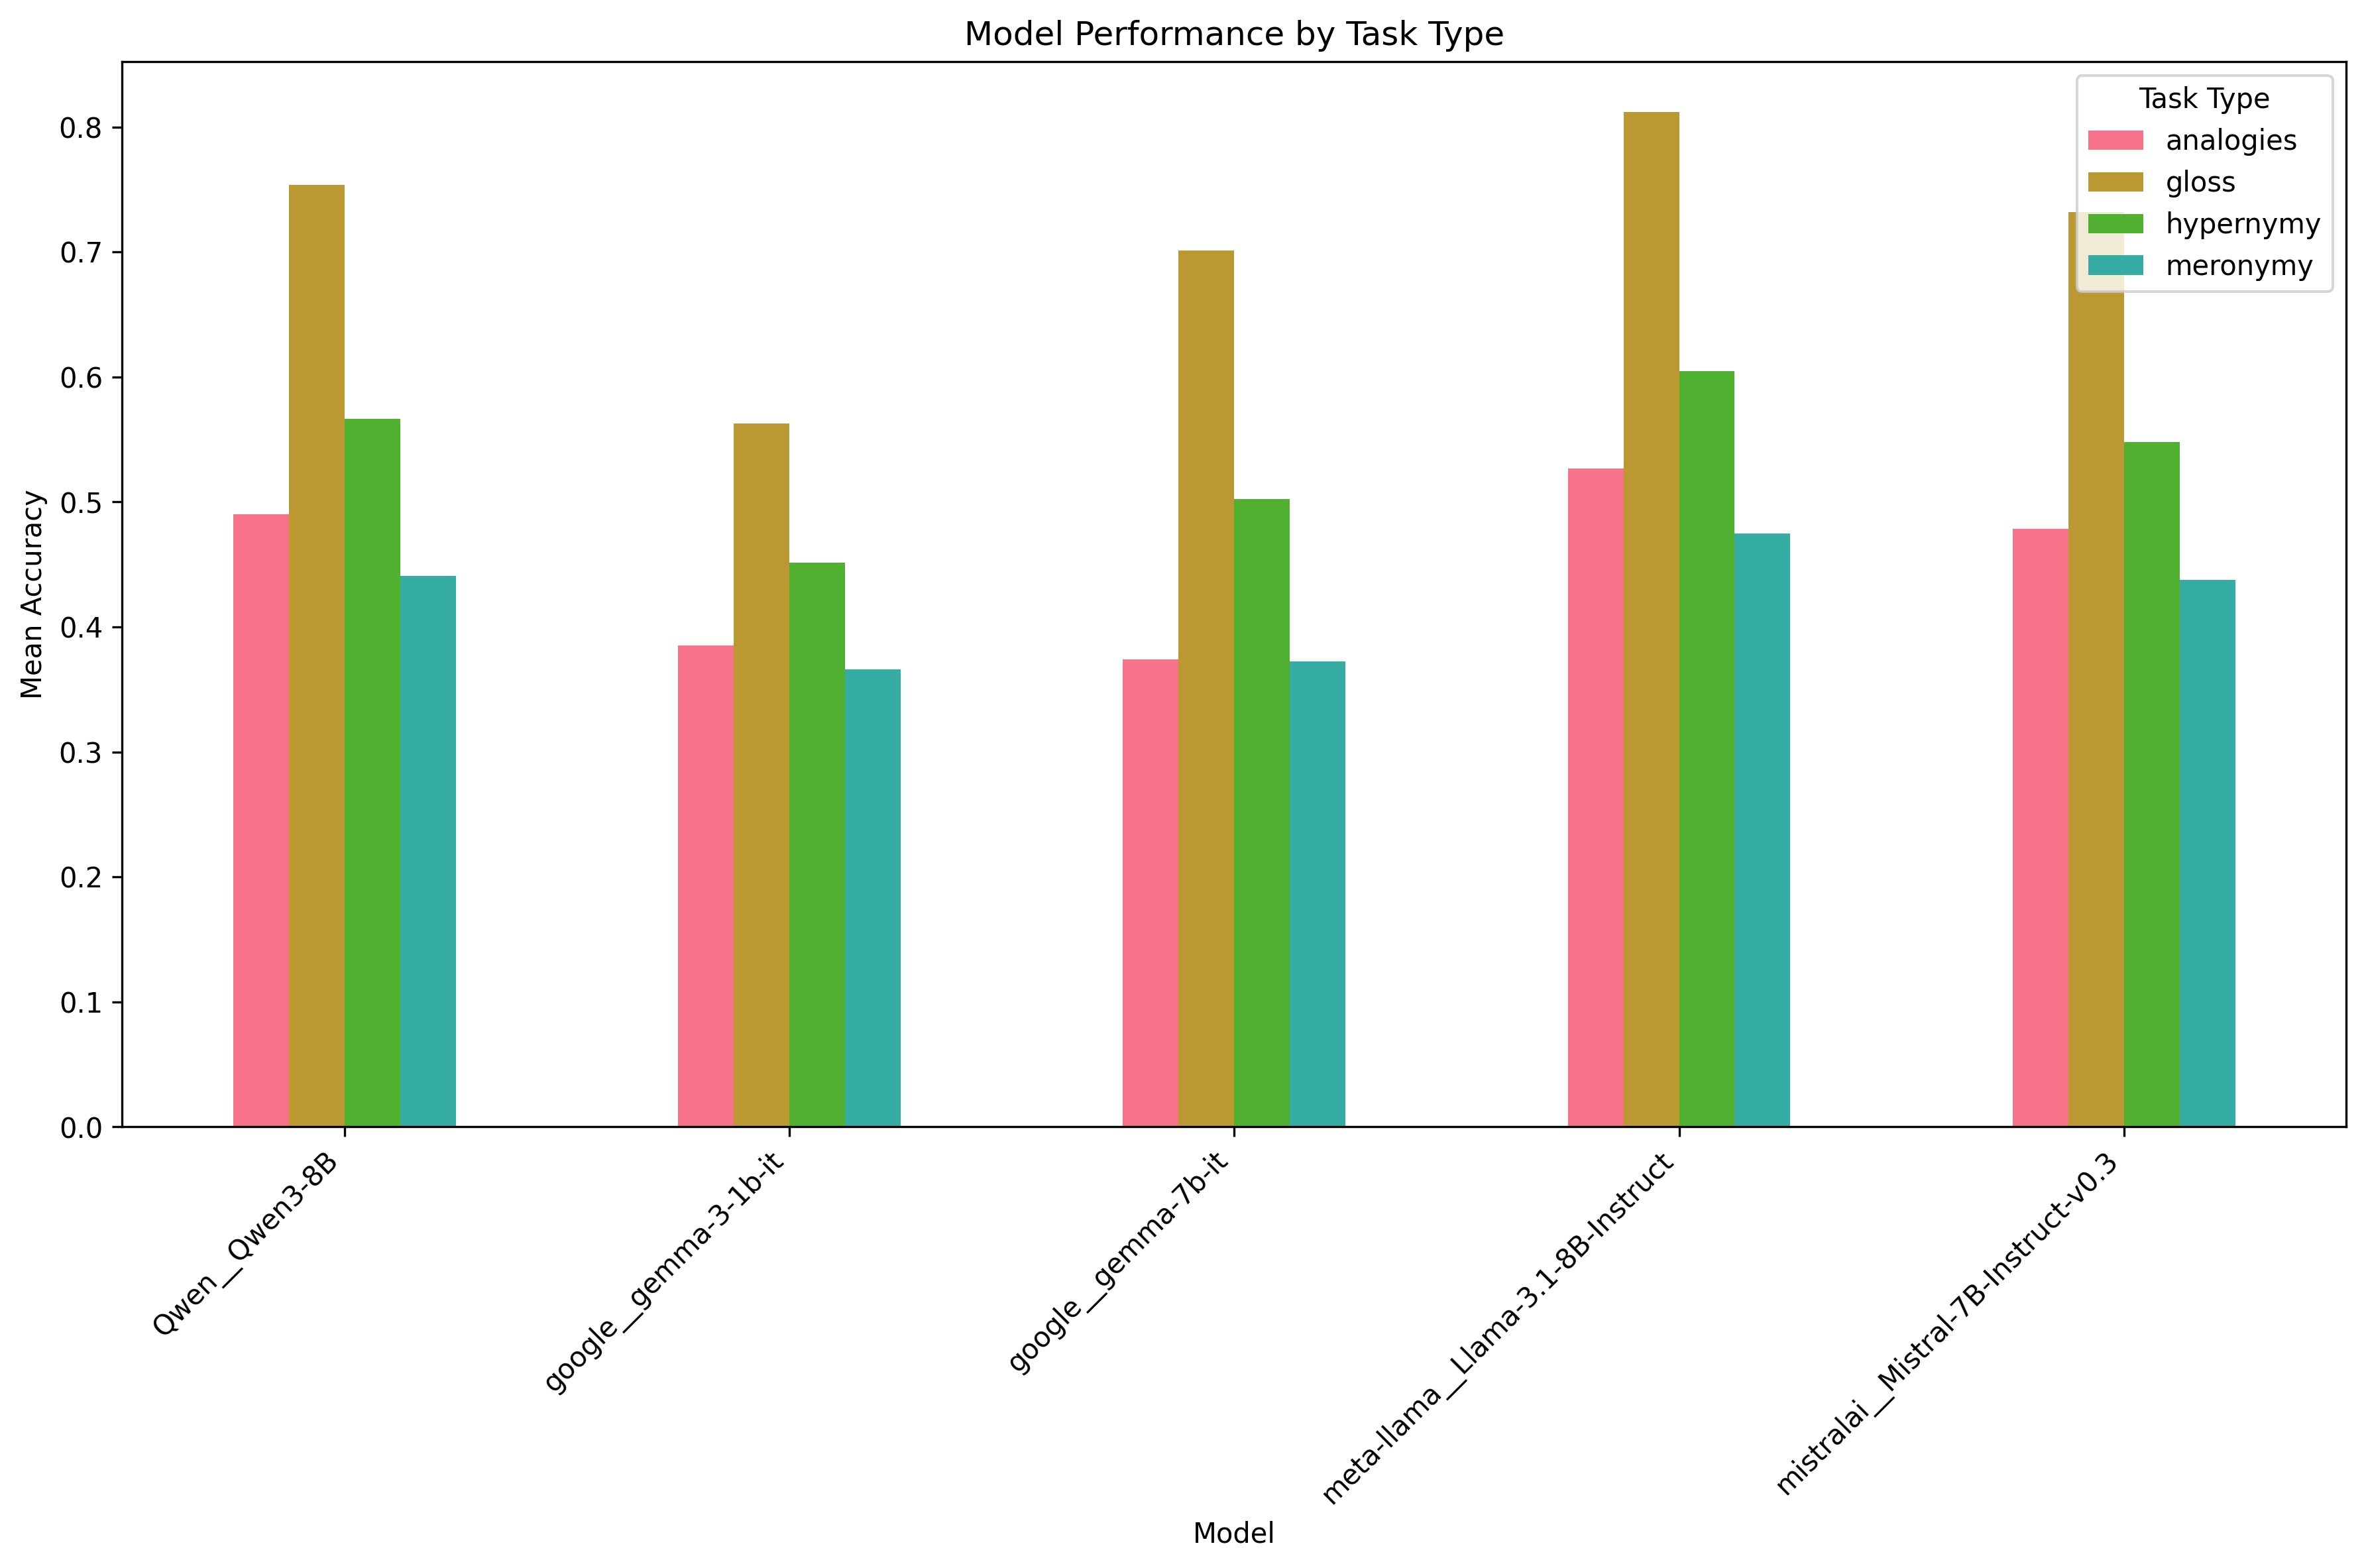 Model Performance by Task Type
Task Type
analogies
gloss
hypernymy
meronymy
Mean Accuracy
0.8
0.7
0.6
0.5
0.4
0.3
0.2
0.1
0.0
Qwen__Qwen3-8B
google__gemma-3-1b-it
google__gemma-7b-it
meta-llama__Llama-3.1-8B-Instruct
mistralai__Mistral-7B-Instruct-v0.3
Model